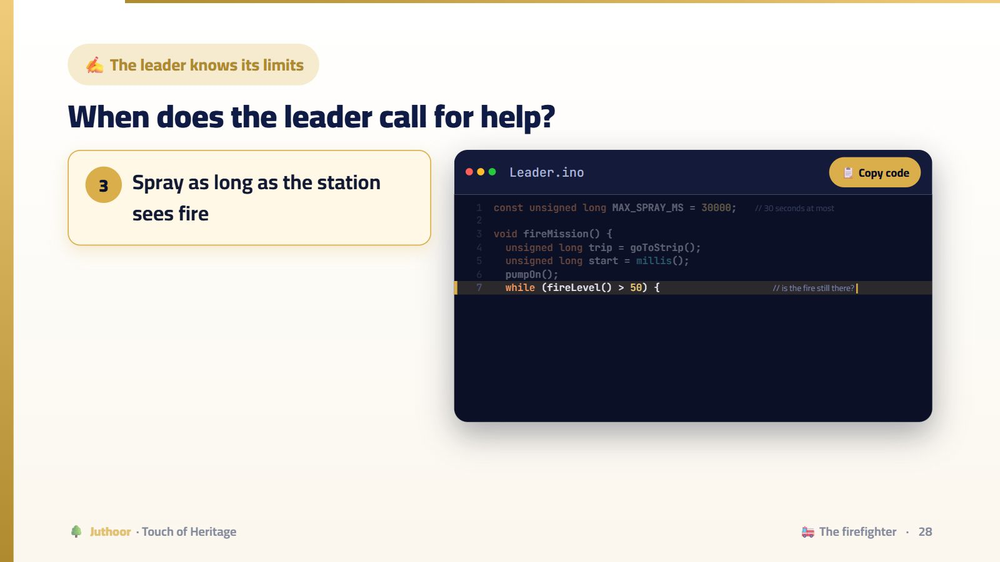 ✍️ The leader knows its limits
When does the leader call for help?
3 Spray as long as the station
sees fire
Leader.ino
📋 Copy code
1 const unsigned long MAX_SPRAY_MS = 30000; // 30 seconds at most
2
3 void fireMission() {
4 unsigned long trip = goToStrip();
5 unsigned long start = millis();
6 pumpOn();
7 while (fireLevel() > 50) { // is the fire still there?
🌳 Juthoor · Touch of Heritage
🚒 The firefighter · 28